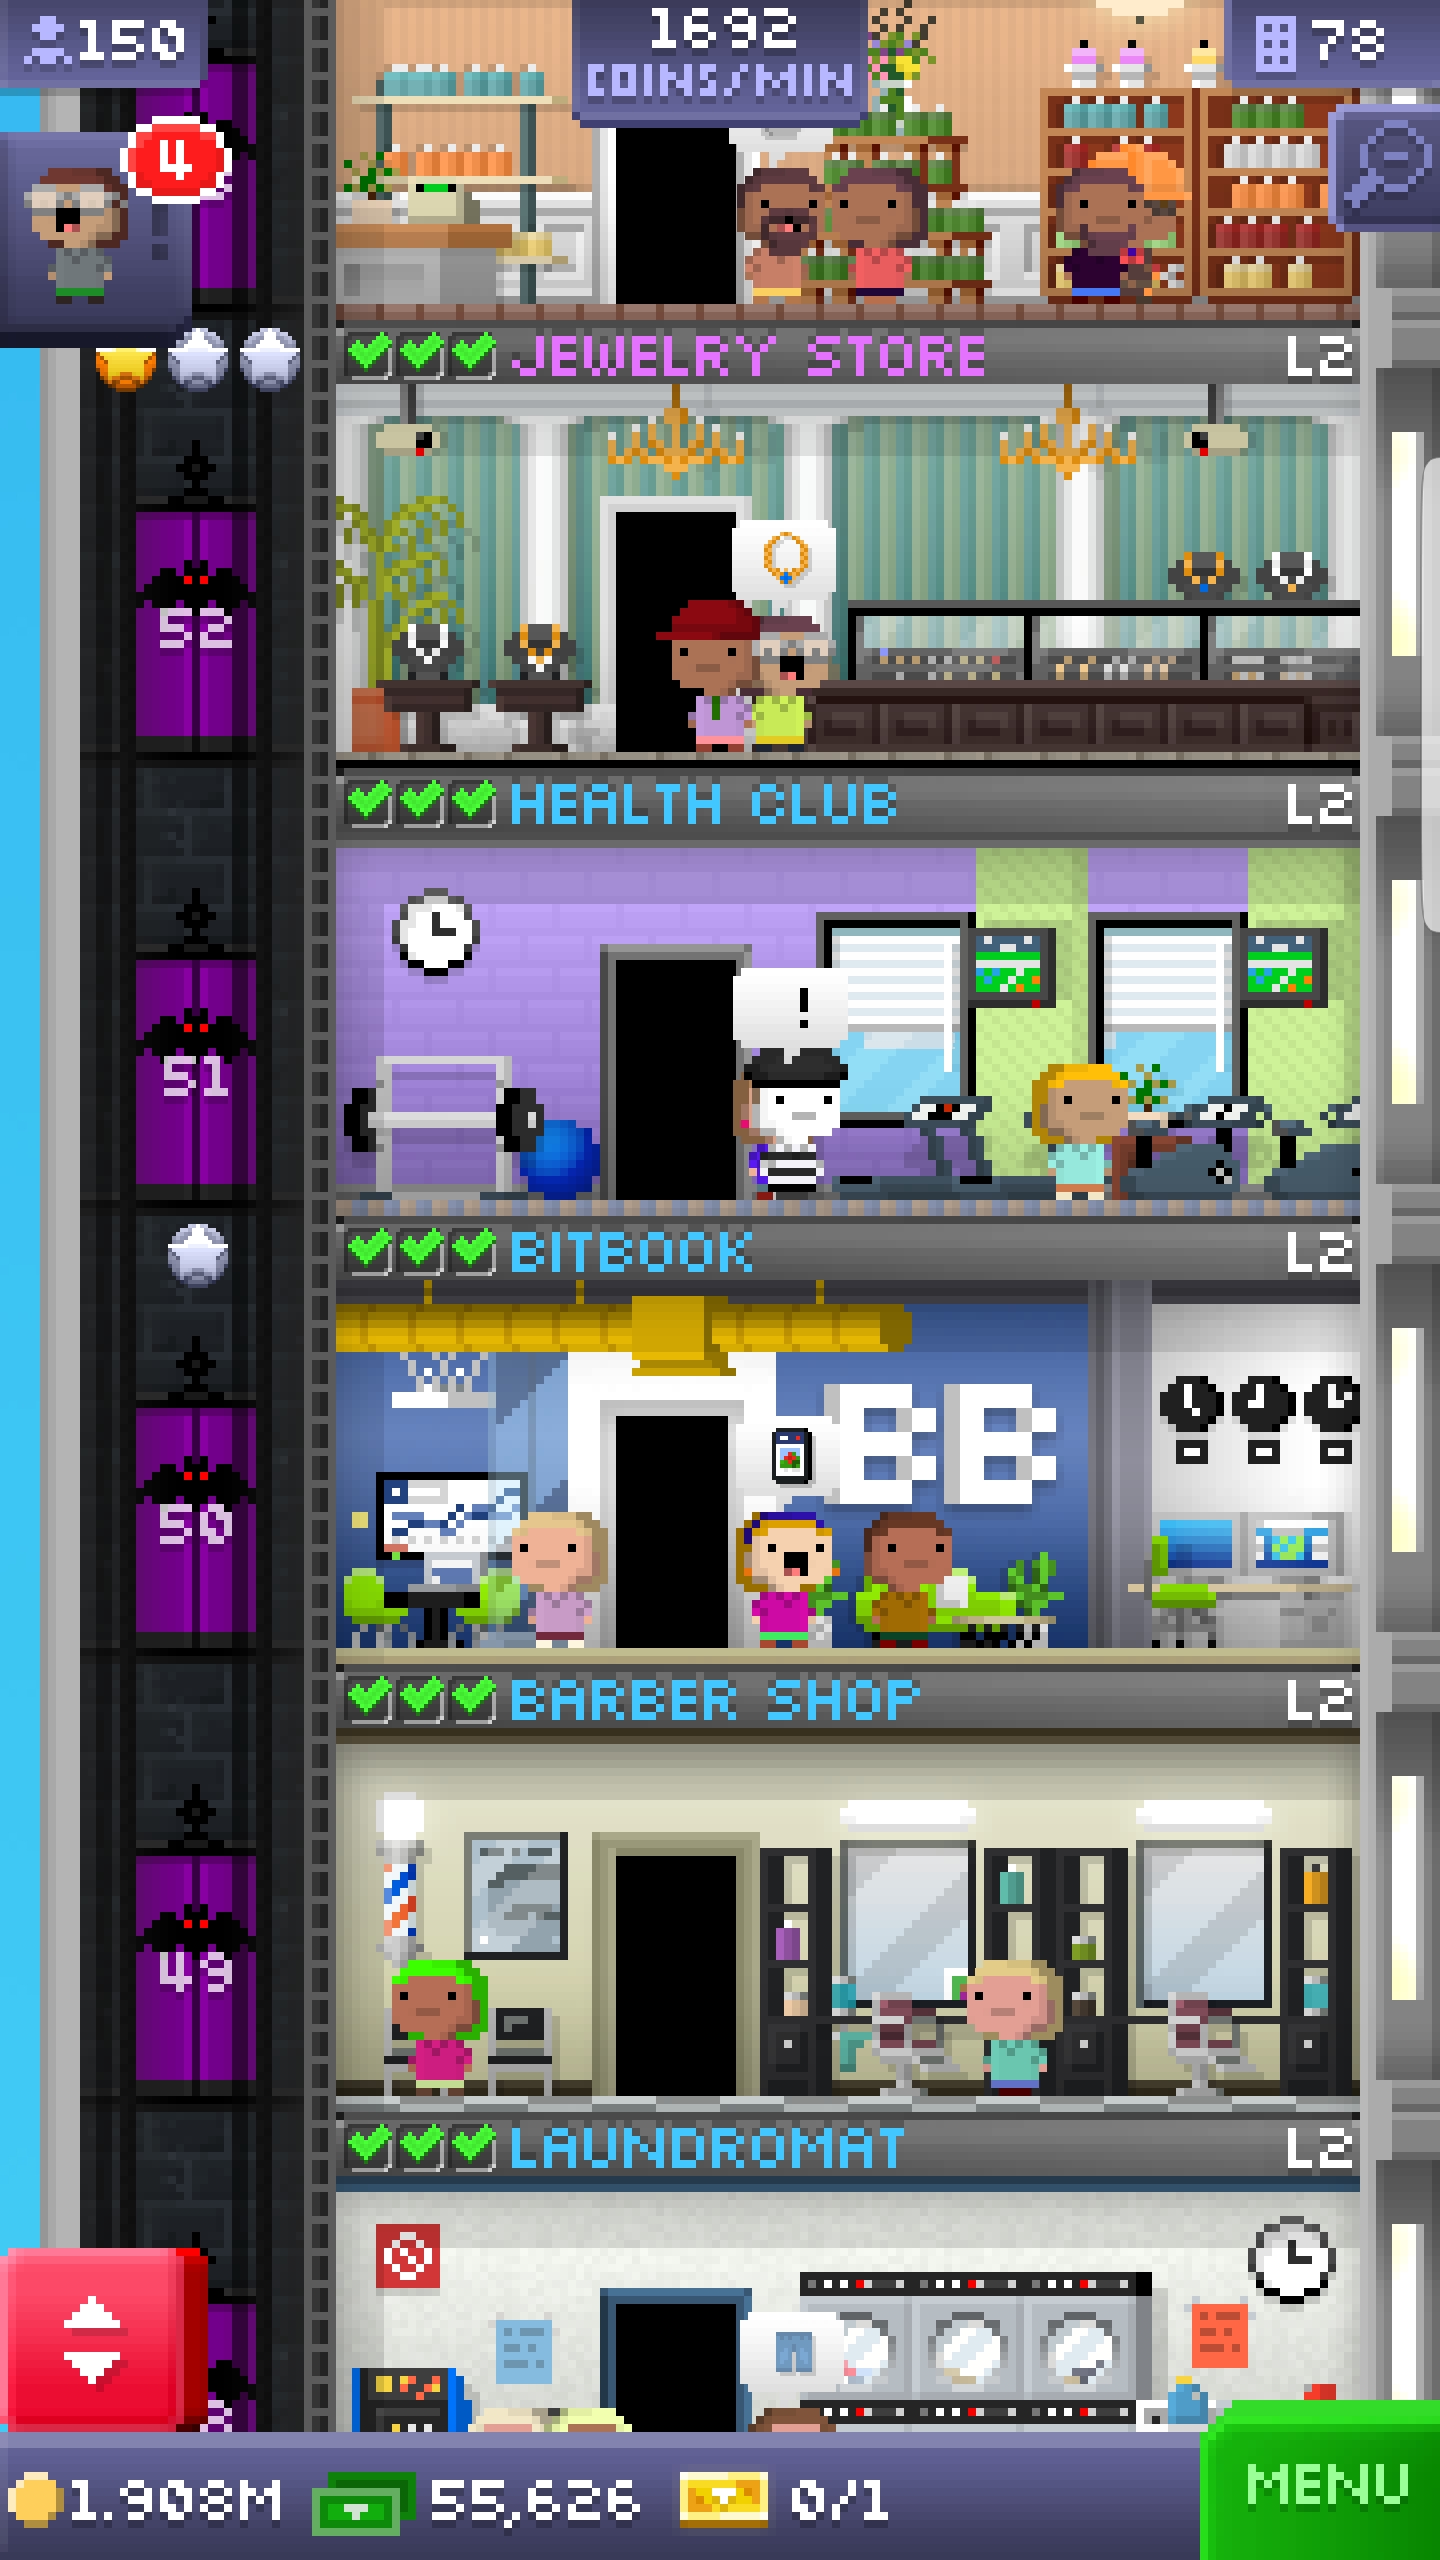 150
1692
COINS/MIN
78
4
JEWELRY STORE L2
52
!
HEALTH CLUB L2
51
BITBOOK L2
BB
50
BARBER SHOP L2
49
LAUNDROMAT L2
1.908M 55,626 0/1 MENU